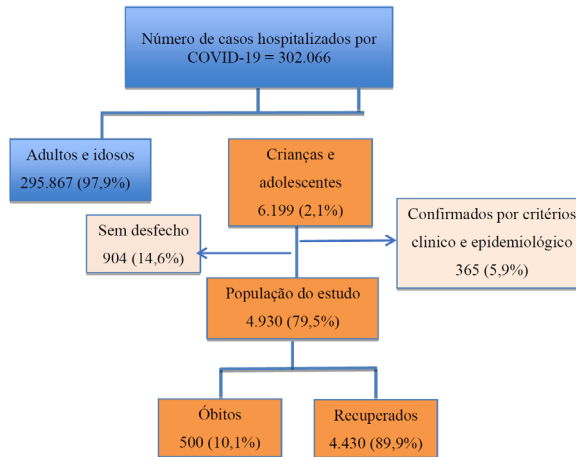 Número de casos hospitalizados por
COVID-19 = 302.066
Adultos e idosos
295.867 (97,9%)
Crianças e
adolescentes
6.199 (2,1%)
Sem desfecho
904 (14,6%)
Confirmados por critérios
clinico e epidemiológico
365 (5,9%)
População do estudo
4.930 (79,5%)
Óbitos
500 (10,1%)
Recuperados
4.430 (89,9%)